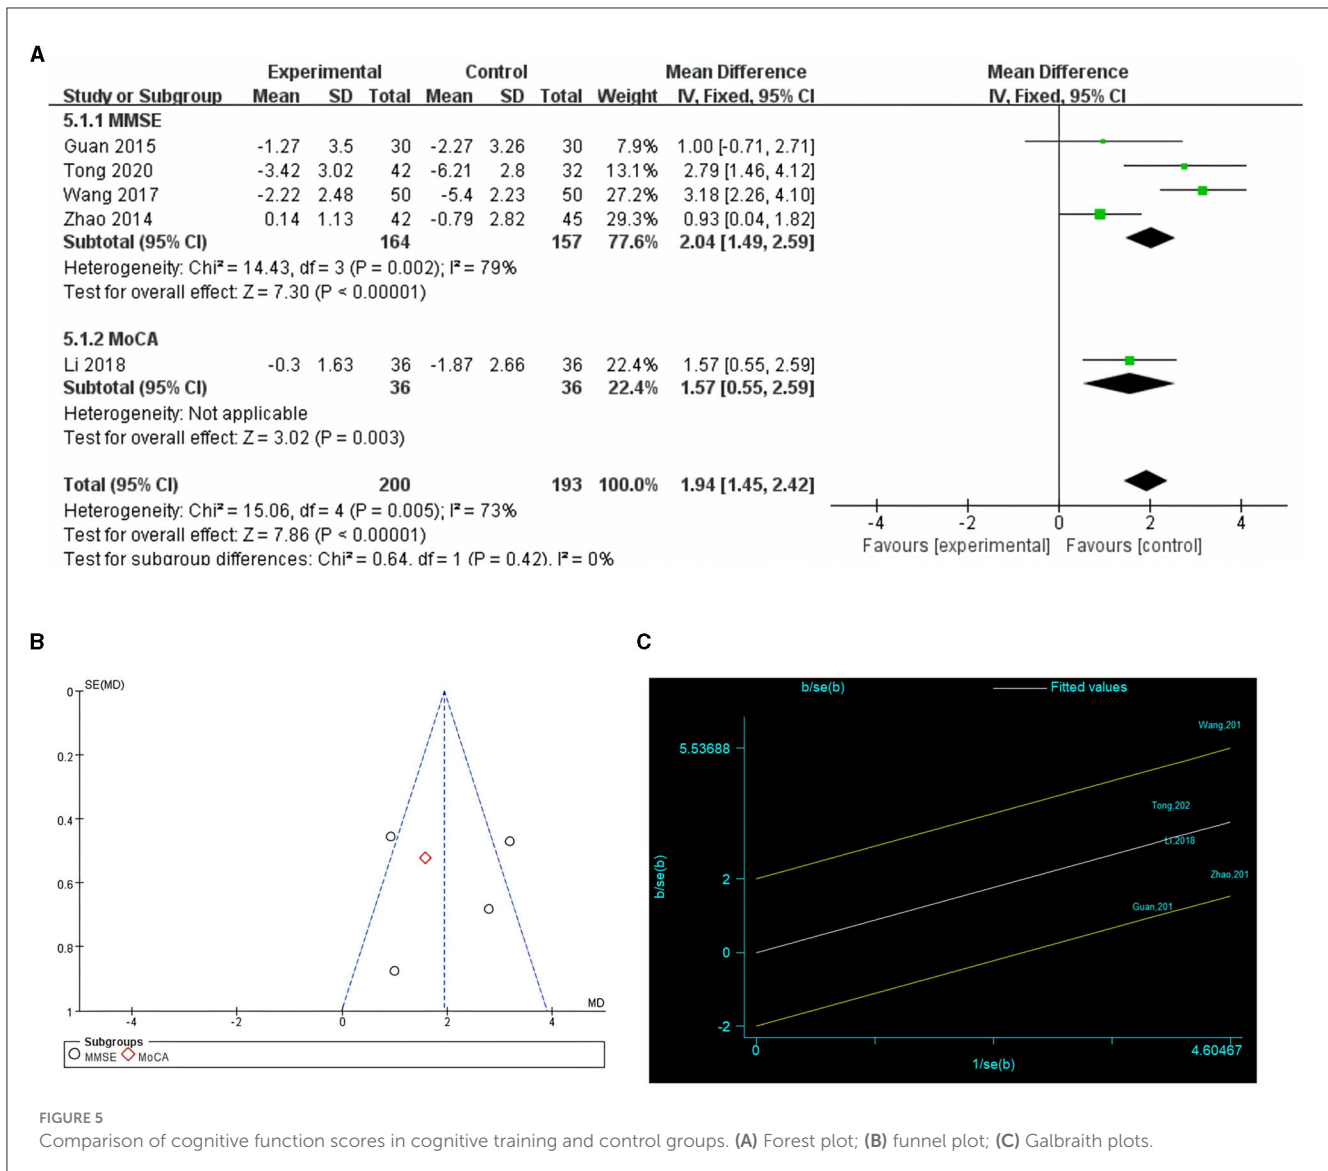 A
Experimental Control Mean Difference Mean Difference
Study or Subgroup Mean SD Total Mean SD Total Weight IV, Fixed, 95% CI IV, Fixed, 95% CI
5.1.1 MMSE
Guan 2015 -1.27 3.5 30 -2.27 3.26 30 7.9% 1.00 [-0.71, 2.71]
Tong 2020 -3.42 3.02 42 -6.21 2.8 32 13.1% 2.79 [1.46, 4.12]
Wang 2017 -2.22 2.48 50 -5.4 2.23 50 27.2% 3.18 [2.26, 4.10]
Zhao 2014 0.14 1.13 42 -0.79 2.82 45 29.3% 0.93 [0.04, 1.82]
Subtotal (95% CI) 164 157 77.6% 2.04 [1.49, 2.59]
Heterogeneity: Chi² = 14.43, df = 3 (P = 0.002); I² = 79%
Test for overall effect: Z = 7.30 (P < 0.00001)
5.1.2 MoCA
Li 2018 -0.3 1.63 36 -1.87 2.66 36 22.4% 1.57 [0.55, 2.59]
Subtotal (95% CI) 36 36 22.4% 1.57 [0.55, 2.59]
Heterogeneity: Not applicable
Test for overall effect: Z = 3.02 (P = 0.003)
Total (95% CI) 200 193 100.0% 1.94 [1.45, 2.42]
Heterogeneity: Chi² = 15.06, df = 4 (P = 0.005); I² = 73%
Test for overall effect: Z = 7.86 (P < 0.00001)
Test for subgroup differences: Chi² = 0.64, df = 1 (P = 0.42), I² = 0%
-4 -2 0 2 4
Favours [experimental] Favours [control]
B
SE(MD)
0
0.2
0.4
0.6
0.8
1
MD
-4 -2 0 2 4
Subgroups
MMSE MoCA
C
b/se(b) Fitted values
Wang,201
5.53688
Tong,202
Li,2018
Zhao,201
2
Guan,201
b/se(b)
0
-2
0 4.60467
1/se(b)
FIGURE 5
Comparison of cognitive function scores in cognitive training and control groups. (A) Forest plot; (B) funnel plot; (C) Galbraith plots.